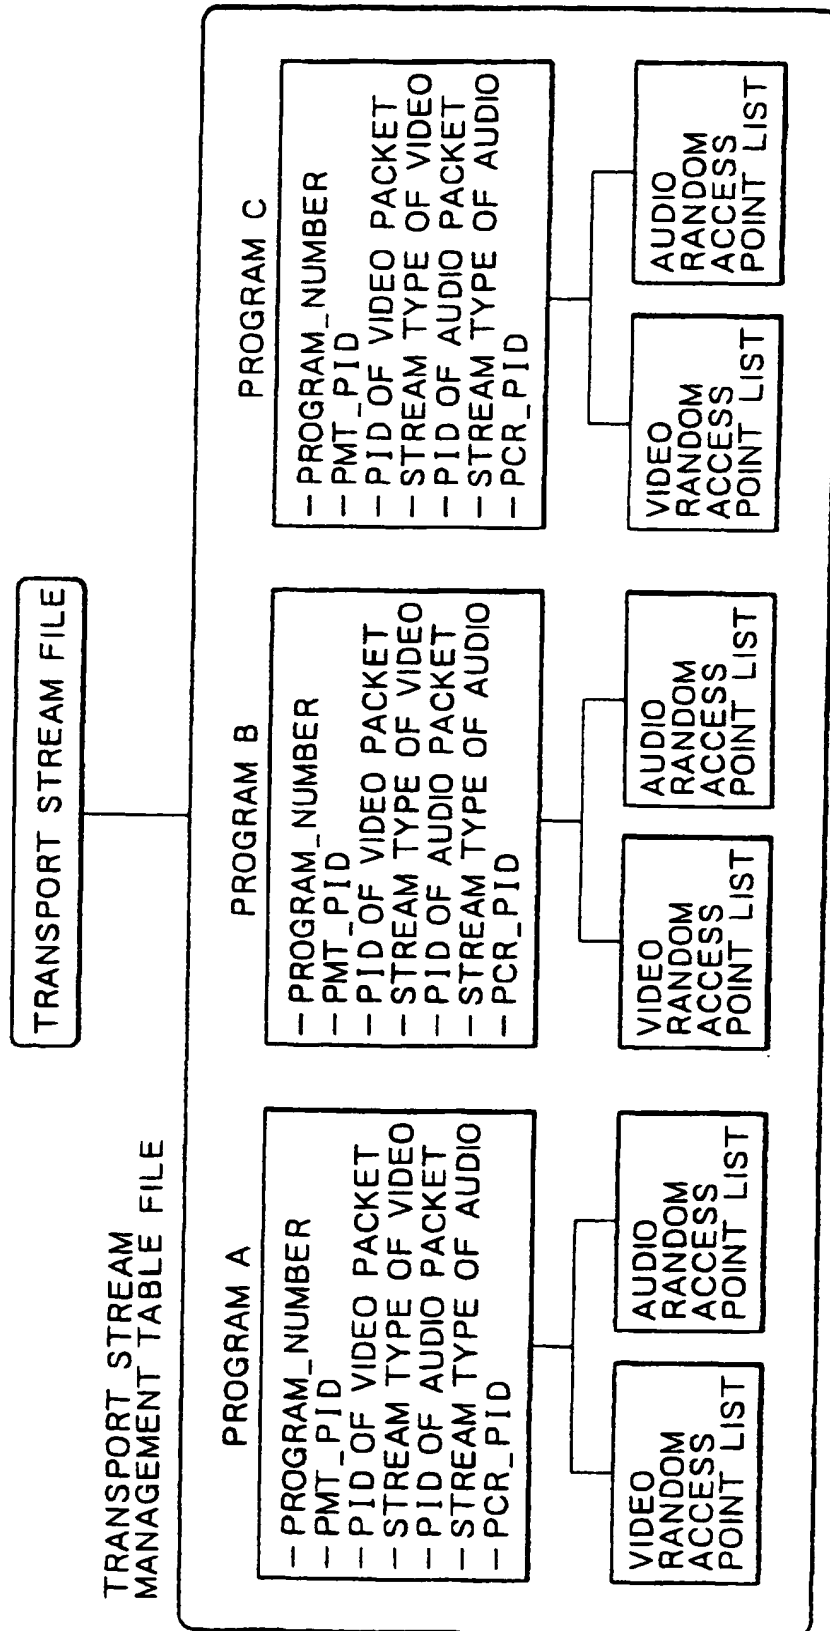 TRANSPORT STREAM FILE
TRANSPORT STREAM
MANAGEMENT TABLE FILE
PROGRAM A
– PROGRAM_NUMBER
– PMT_PID
– PID OF VIDEO PACKET
– STREAM TYPE OF VIDEO
– PID OF AUDIO PACKET
– STREAM TYPE OF AUDIO
– PCR_PID
VIDEO
RANDOM
ACCESS
POINT LIST
AUDIO
RANDOM
ACCESS
POINT LIST
PROGRAM B
– PROGRAM_NUMBER
– PMT_PID
– PID OF VIDEO PACKET
– STREAM TYPE OF VIDEO
– PID OF AUDIO PACKET
– STREAM TYPE OF AUDIO
– PCR_PID
VIDEO
RANDOM
ACCESS
POINT LIST
AUDIO
RANDOM
ACCESS
POINT LIST
PROGRAM C
– PROGRAM_NUMBER
– PMT_PID
– PID OF VIDEO PACKET
– STREAM TYPE OF VIDEO
– PID OF AUDIO PACKET
– STREAM TYPE OF AUDIO
– PCR_PID
VIDEO
RANDOM
ACCESS
POINT LIST
AUDIO
RANDOM
ACCESS
POINT LIST